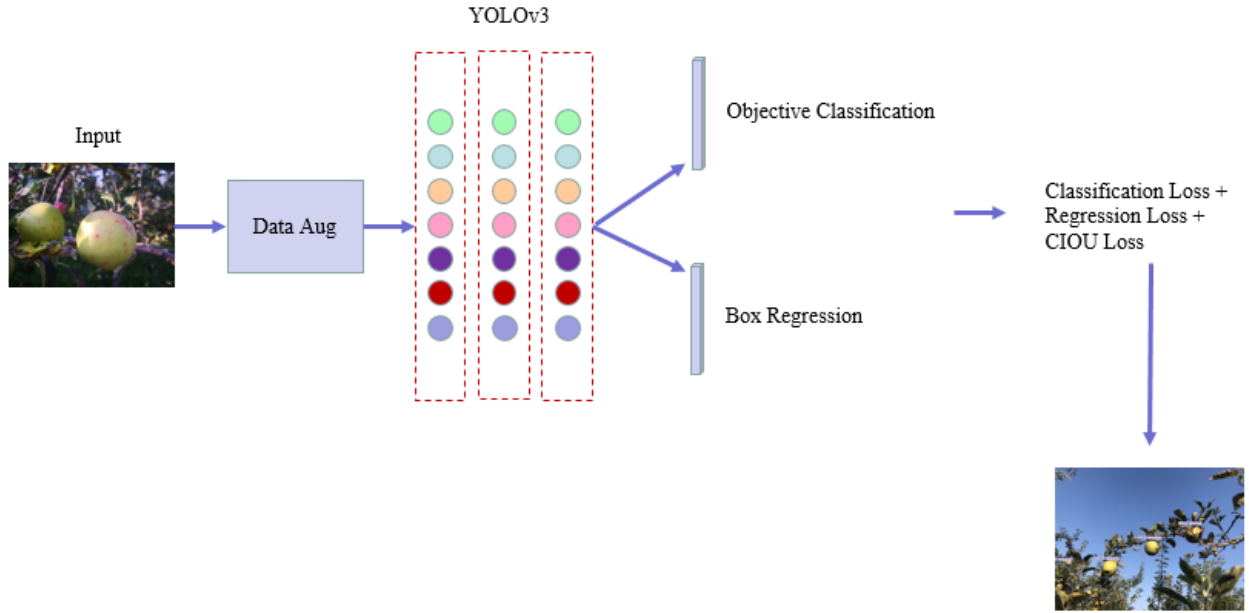 YOLOv3
Input
Data Aug
Objective Classification
Box Regression
Classification Loss +
Regression Loss +
CIOU Loss